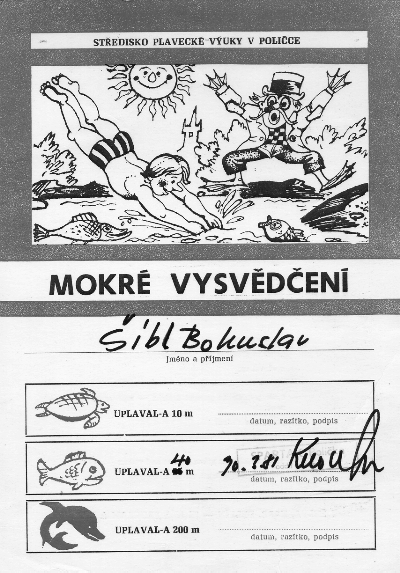 STŘEDISKO PLAVECKÉ VÝUKY V POLIČCE
MOKRÉ VYSVĚDČENÍ
Šibl Bohuslav
Jméno a příjmení
UPLAVAL-A 10 m
datum, razítko, podpis
UPLAVAL-A 40 m
datum, razítko, podpis
UPLAVAL-A 200 m
datum, razítko, podpis